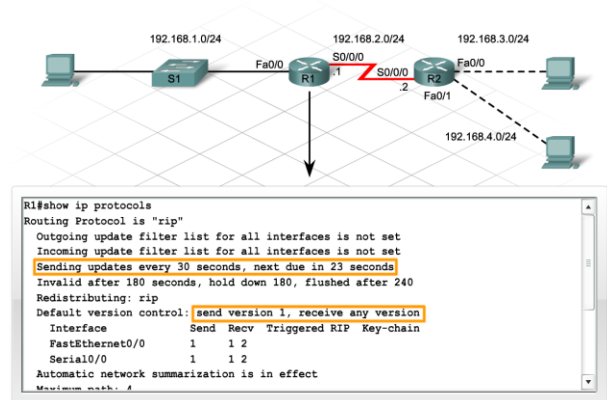 192.168.1.0/24
192.168.2.0/24
192.168.3.0/24
S0/0/0
Fa0/0
Fa0/0
S1
R1
.1
S0/0/0
R2
.2
Fa0/1
192.168.4.0/24
R1#show ip protocols
Routing Protocol is "rip"
Outgoing update filter list for all interfaces is not set
Incoming update filter list for all interfaces is not set
Sending updates every 30 seconds, next due in 23 seconds
Invalid after 180 seconds, hold down 180, flushed after 240
Redistributing: rip
Default version control: send version 1, receive any version
Interface Send Recv Triggered RIP Key-chain
FastEthernet0/0 1 1 2
Serial0/0 1 1 2
Automatic network summarization is in effect
Maximum path: 4